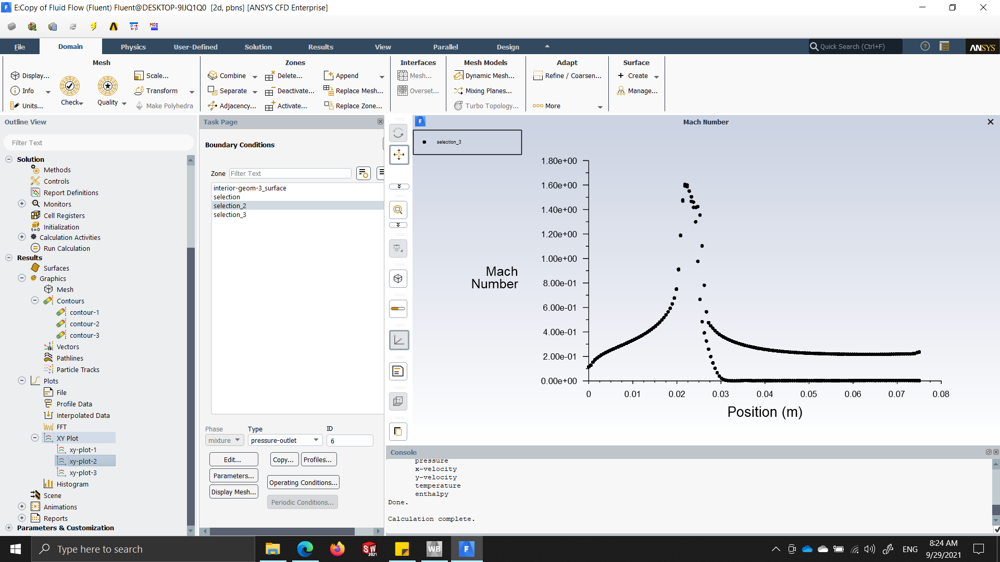 E:Copy of Fluid Flow (Fluent) Fluent@DESKTOP-9IJQ1Q0 [2d, pbns] [ANSYS CFD Enterprise]
File Domain Physics User-Defined Solution Results View Parallel Design
Quick Search (Ctrl+F)
ANSYS
Mesh
Display...
Info
Units...
Check
Quality
Scale...
Transform
Make Polyhedra
Zones
Combine
Separate
Adjacency...
Delete...
Deactivate...
Activate...
Append
Replace Mesh...
Replace Zone...
Interfaces
Mesh...
Overset...
Mesh Models
Dynamic Mesh...
Mixing Planes...
Turbo Topology...
Adapt
Refine / Coarsen...
More
Surface
Create
Manage...
Outline View
Filter Text
Solution
Methods
Controls
Report Definitions
Monitors
Cell Registers
t=0
Initialization
Calculation Activities
Run Calculation
Results
Surfaces
Graphics
Mesh
Contours
contour-1
contour-2
contour-3
Vectors
Pathlines
Particle Tracks
Plots
File
Profile Data
Interpolated Data
FFT
XY Plot
xy-plot-1
xy-plot-2
xy-plot-3
Histogram
Scene
Animations
Reports
Parameters & Customization
Task Page
Boundary Conditions
Zone Filter Text
interior-geom-3_surface
selection
selection_2
selection_3
Phase Type ID
mixture pressure-outlet 6
Edit... Copy... Profiles...
Parameters... Operating Conditions...
Display Mesh...
Periodic Conditions...
Mach Number
selection_3
1.80e+00
1.60e+00
1.40e+00
1.20e+00
1.00e+00
8.00e-01
6.00e-01
4.00e-01
2.00e-01
0.00e+00
Mach
Number
0 0.01 0.02 0.03 0.04 0.05 0.06 0.07 0.08
Position (m)
Console
pressure
x-velocity
y-velocity
temperature
enthalpy
Done.
Calculation complete.
Type here to search
SW
2021
WB
F
ENG
8:24 AM
9/29/2021